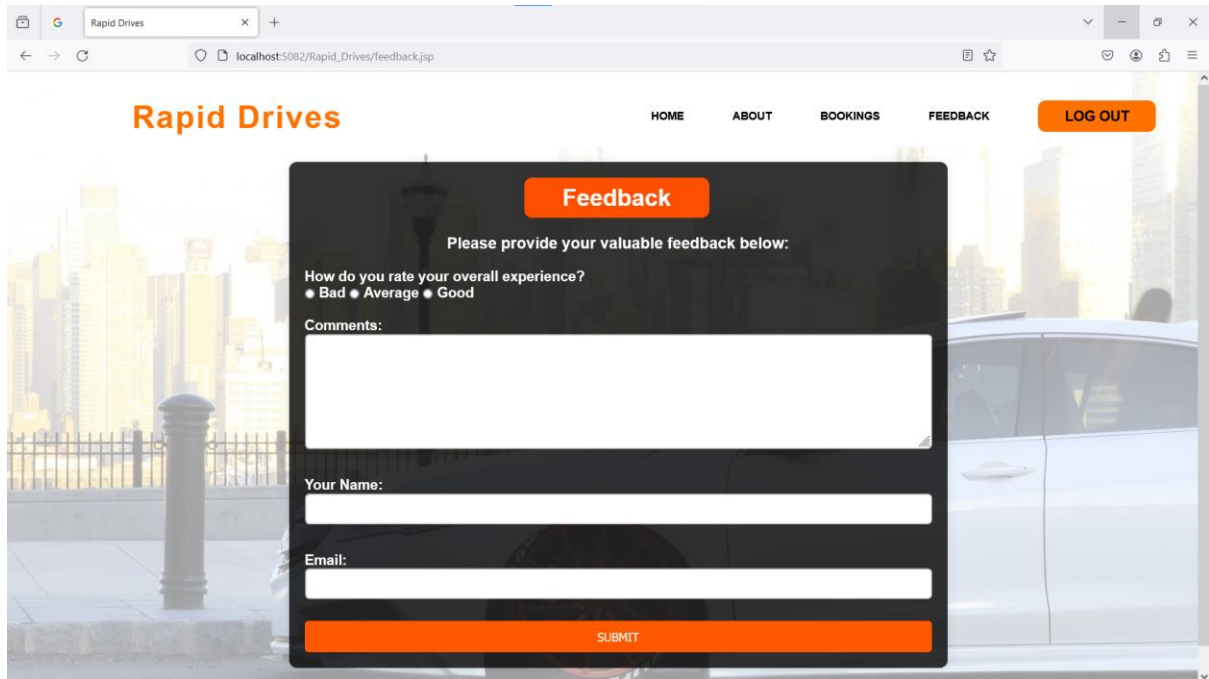 Rapid Drives
localhost:5082/Rapid_Drives/feedback.jsp
Rapid Drives
HOME ABOUT BOOKINGS FEEDBACK LOG OUT
Feedback
Please provide your valuable feedback below:
How do you rate your overall experience?
Bad Average Good
Comments:
Your Name:
Email:
SUBMIT